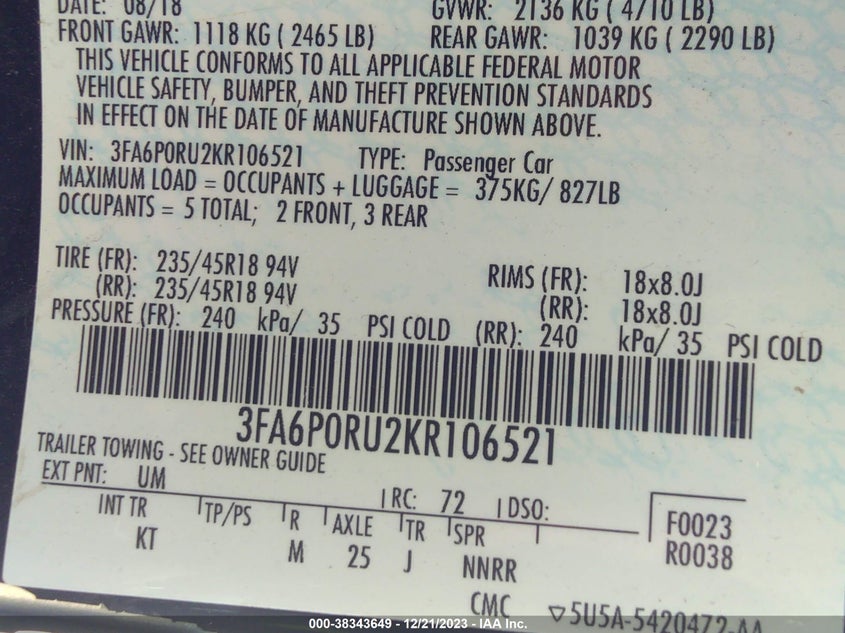 DATE: 08/18 GVWR: 2136 KG ( 4710 LB)
FRONT GAWR: 1118 KG ( 2465 LB) REAR GAWR: 1039 KG ( 2290 LB)
THIS VEHICLE CONFORMS TO ALL APPLICABLE FEDERAL MOTOR
VEHICLE SAFETY, BUMPER, AND THEFT PREVENTION STANDARDS
IN EFFECT ON THE DATE OF MANUFACTURE SHOWN ABOVE.
VIN: 3FA6P0RU2KR106521 TYPE: Passenger Car
MAXIMUM LOAD = OCCUPANTS + LUGGAGE = 375KG/ 827LB
OCCUPANTS = 5 TOTAL; 2 FRONT, 3 REAR
TIRE (FR): 235/45R18 94V RIMS (FR): 18x8.0J
(RR): 235/45R18 94V (RR): 18x8.0J
PRESSURE (FR): 240 kPa/ 35 PSI COLD (RR): 240 kPa/ 35 PSI COLD
3FA6P0RU2KR106521
TRAILER TOWING - SEE OWNER GUIDE
EXT PNT: UM RC: 72 DSO:
INT TR TP/PS R AXLE TR SPR F0023
KT M 25 J NNRR R0038
CMC ▽5U5A-5420472-AA
000-38343649 - 12/21/2023 - IAA Inc.